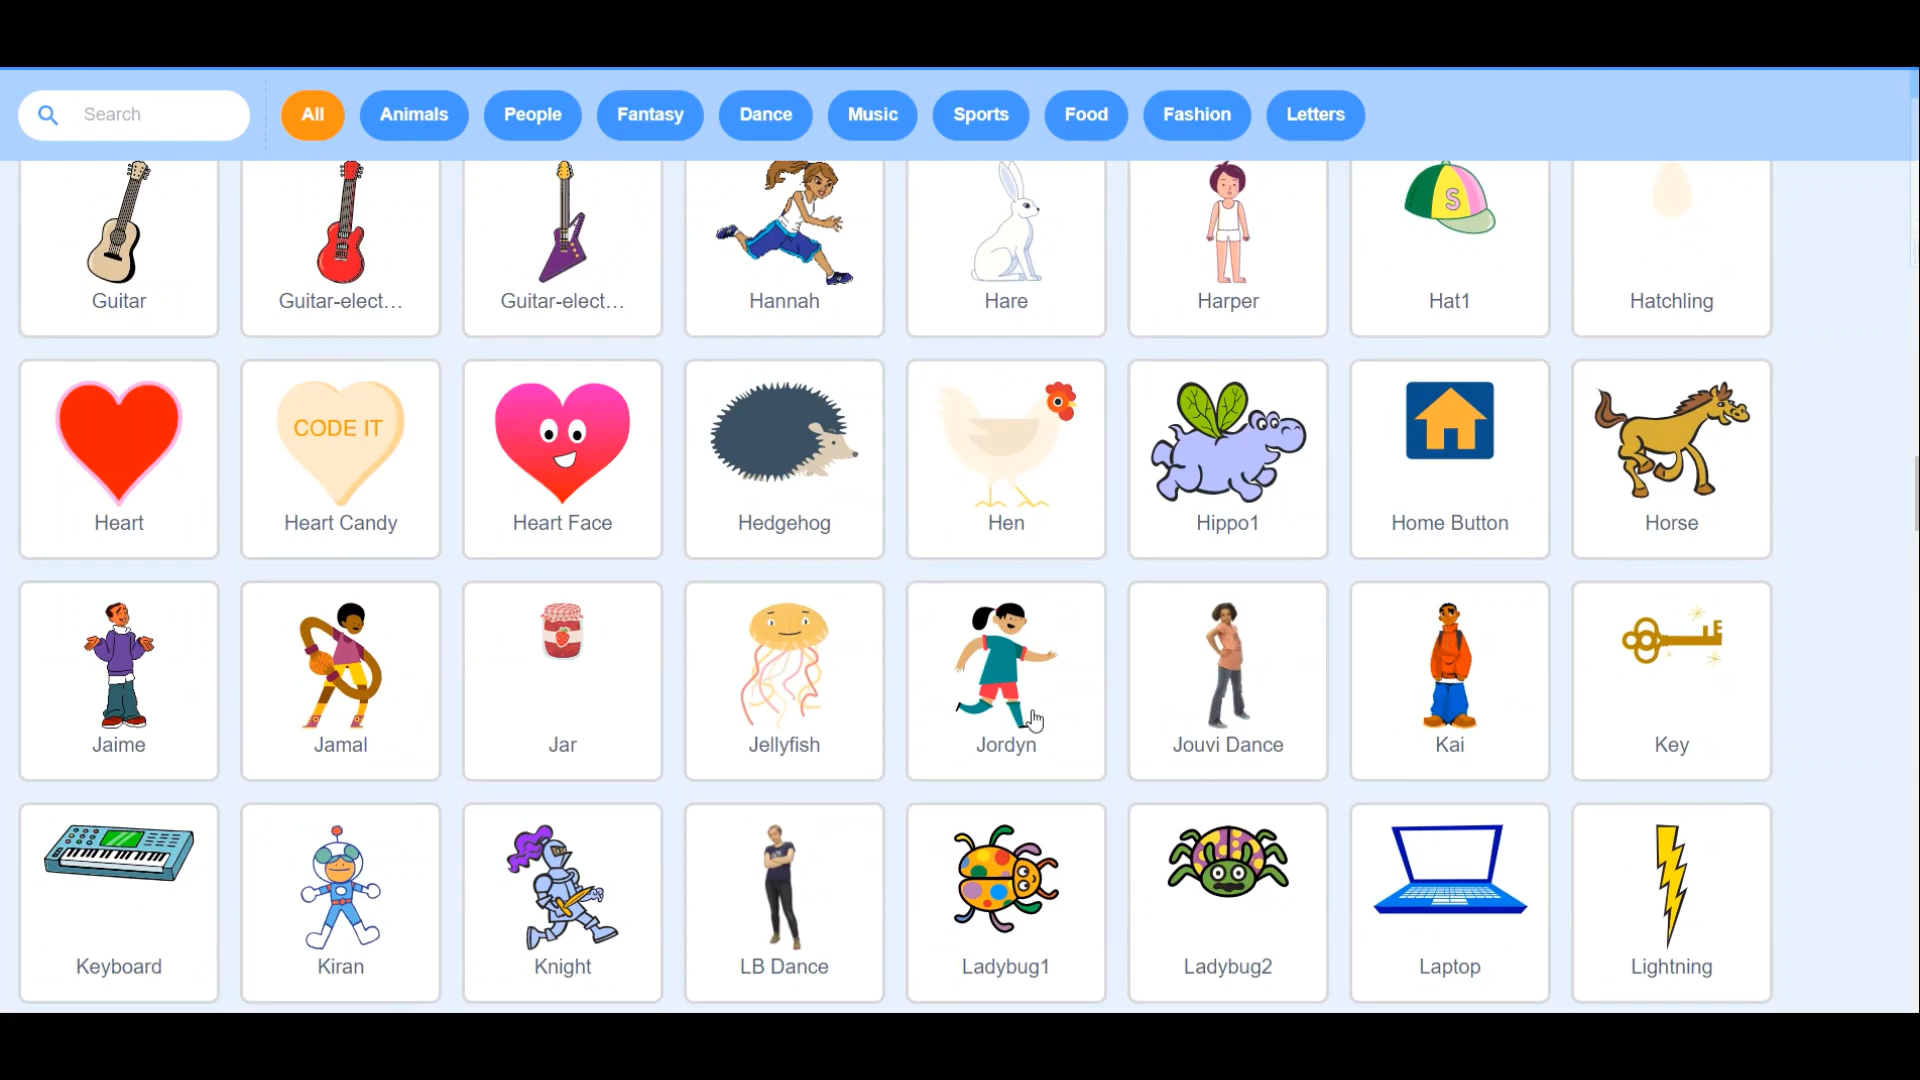 Search
All
Animals
People
Fantasy
Dance
Music
Sports
Food
Fashion
Letters
S
Guitar
Guitar-elect...
Guitar-elect...
Hannah
Hare
Harper
Hat1
Hatchling
CODE IT
Heart
Heart Candy
Heart Face
Hedgehog
Hen
Hippo1
Home Button
Horse
Jaime
Jamal
Jar
Jellyfish
Jordyn
Jouvi Dance
Kai
Key
Keyboard
Kiran
Knight
LB Dance
Ladybug1
Ladybug2
Laptop
Lightning